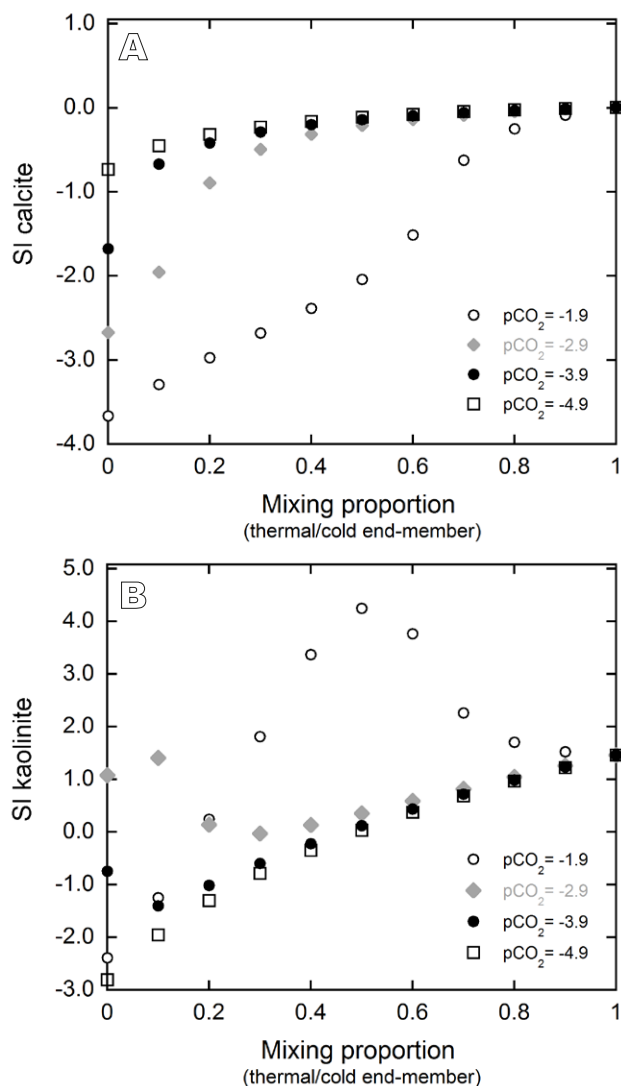 A
1.0
0.0
-1.0
-2.0
-3.0
-4.0
SI calcite
pCO₂= -1.9
pCO₂= -2.9
pCO₂= -3.9
pCO₂= -4.9
0 0.2 0.4 0.6 0.8 1
Mixing proportion
(thermal/cold end-member)
B
5.0
4.0
3.0
2.0
1.0
0.0
-1.0
-2.0
-3.0
SI kaolinite
pCO₂= -1.9
pCO₂= -2.9
pCO₂= -3.9
pCO₂= -4.9
0 0.2 0.4 0.6 0.8 1
Mixing proportion
(thermal/cold end-member)